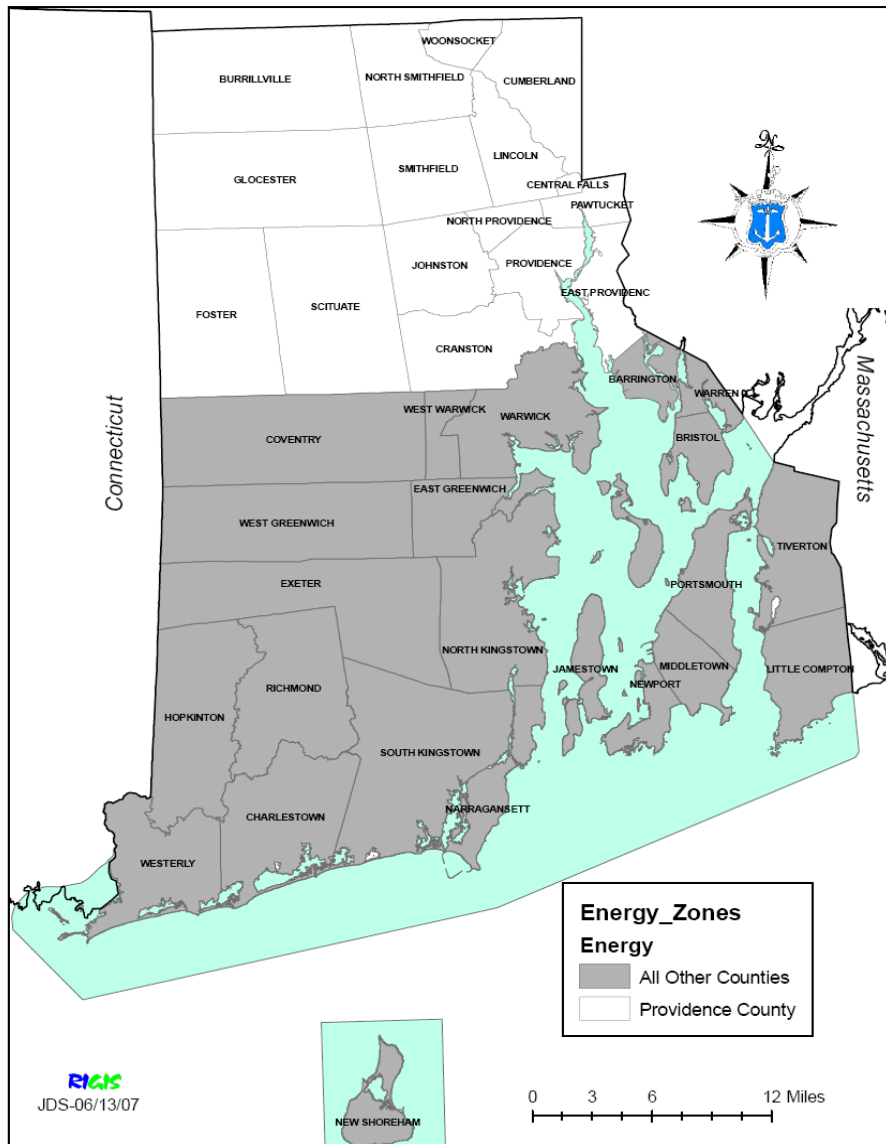 WOONSOCKET
BURRILLVILLE
NORTH SMITHFIELD
CUMBERLAND
N
LINCOLN
SMITHFIELD
GLOCESTER
CENTRAL FALLS
PAWTUCKET
NORTH PROVIDENCE
JOHNSTON
PROVIDENCE
EAST PROVIDENC
SCITUATE
FOSTER
CRANSTON
Massachusetts
BARRINGTON
WARREN
WEST WARWICK
WARWICK
Connecticut
COVENTRY
BRISTOL
EAST GREENWICH
WEST GREENWICH
TIVERTON
EXETER
PORTSMOUTH
NORTH KINGSTOWN
JAMESTOWN
MIDDLETOWN
LITTLE COMPTON
NEWPORT
RICHMOND
HOPKINTON
SOUTH KINGSTOWN
NARRAGANSETT
CHARLESTOWN
WESTERLY
Energy_Zones
Energy
All Other Counties
Providence County
RIGIS
JDS-06/13/07
NEW SHOREHAM
0 3 6 12 Miles